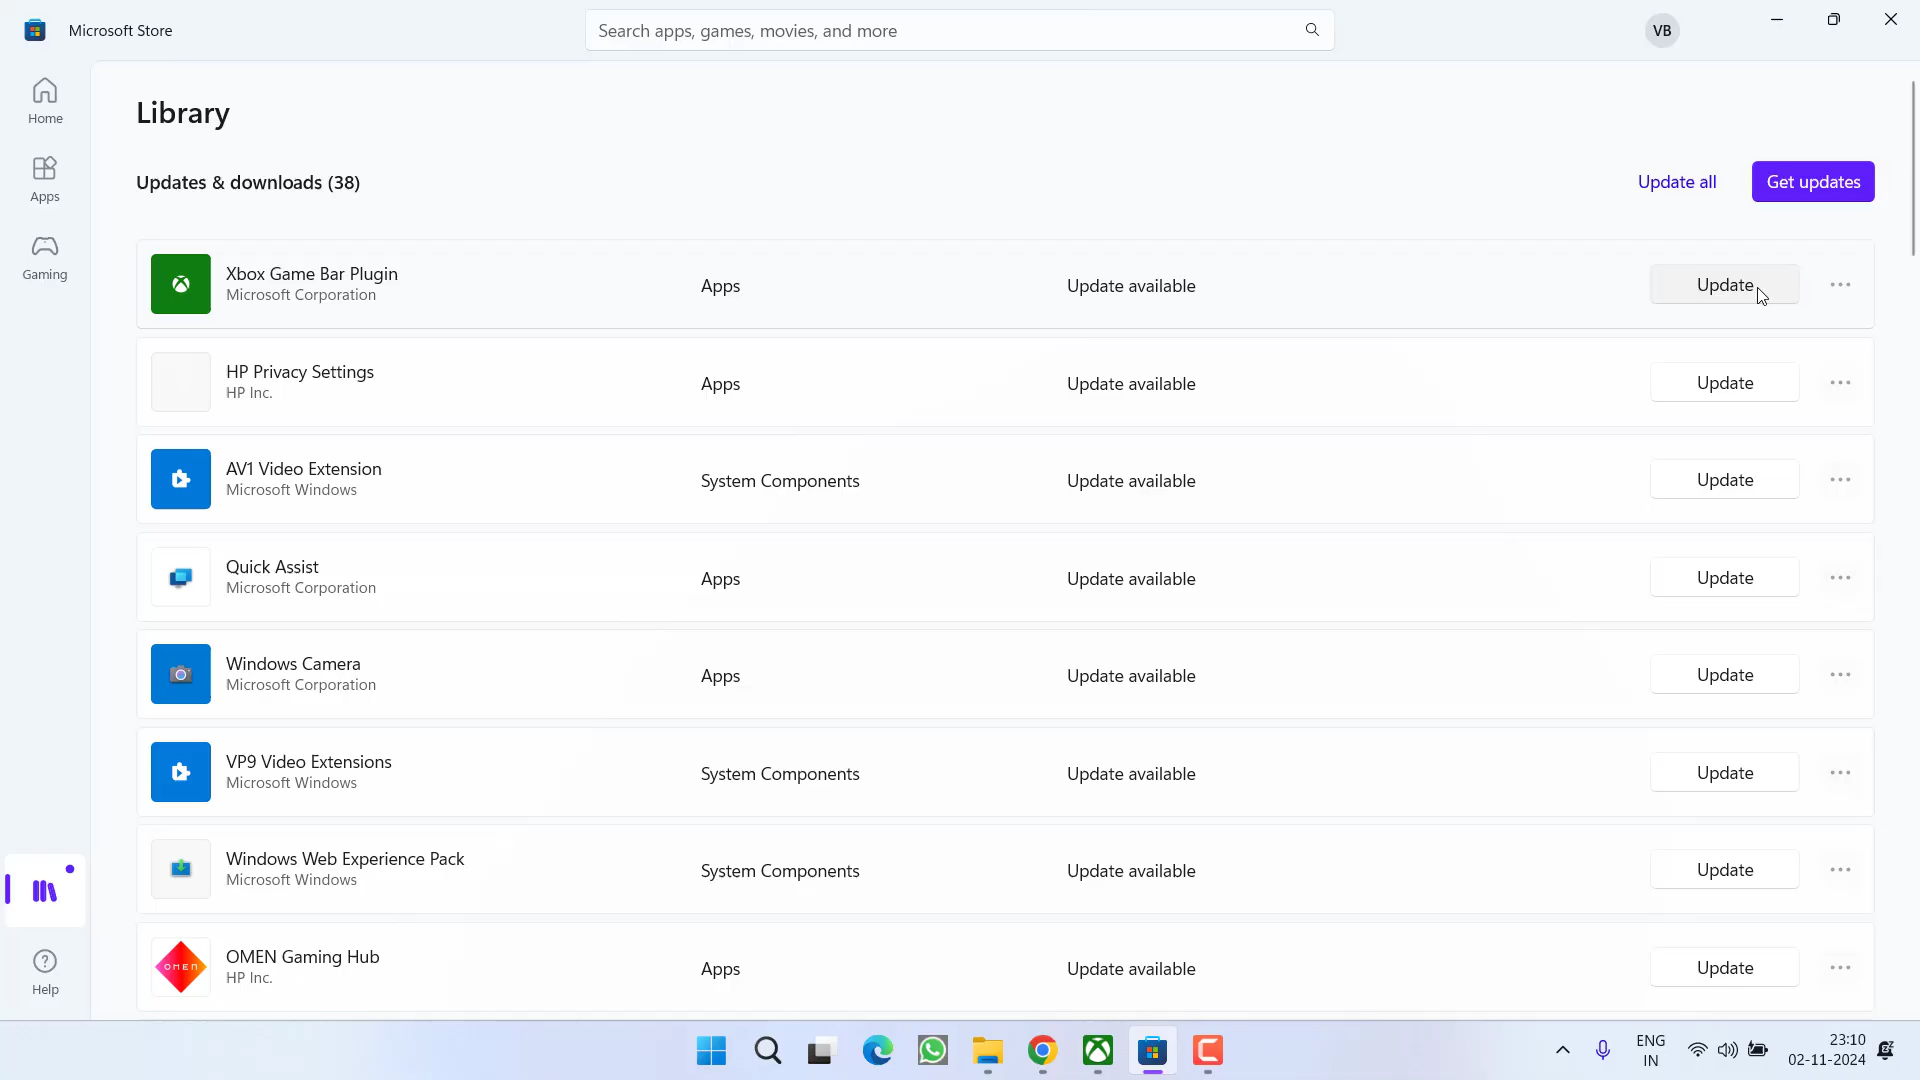 Microsoft Store
Search apps, games, movies, and more
VB
Home
Apps
Gaming
Help
Library
Updates & downloads (38)
Update all
Get updates
Xbox Game Bar Plugin
Microsoft Corporation
Apps
Update available
Update
HP Privacy Settings
HP Inc.
Apps
Update available
Update
AV1 Video Extension
Microsoft Windows
System Components
Update available
Update
Quick Assist
Microsoft Corporation
Apps
Update available
Update
Windows Camera
Microsoft Corporation
Apps
Update available
Update
VP9 Video Extensions
Microsoft Windows
System Components
Update available
Update
Windows Web Experience Pack
Microsoft Windows
System Components
Update available
Update
OMEN
OMEN Gaming Hub
HP Inc.
Apps
Update available
Update
ENG
IN
23:10
02-11-2024